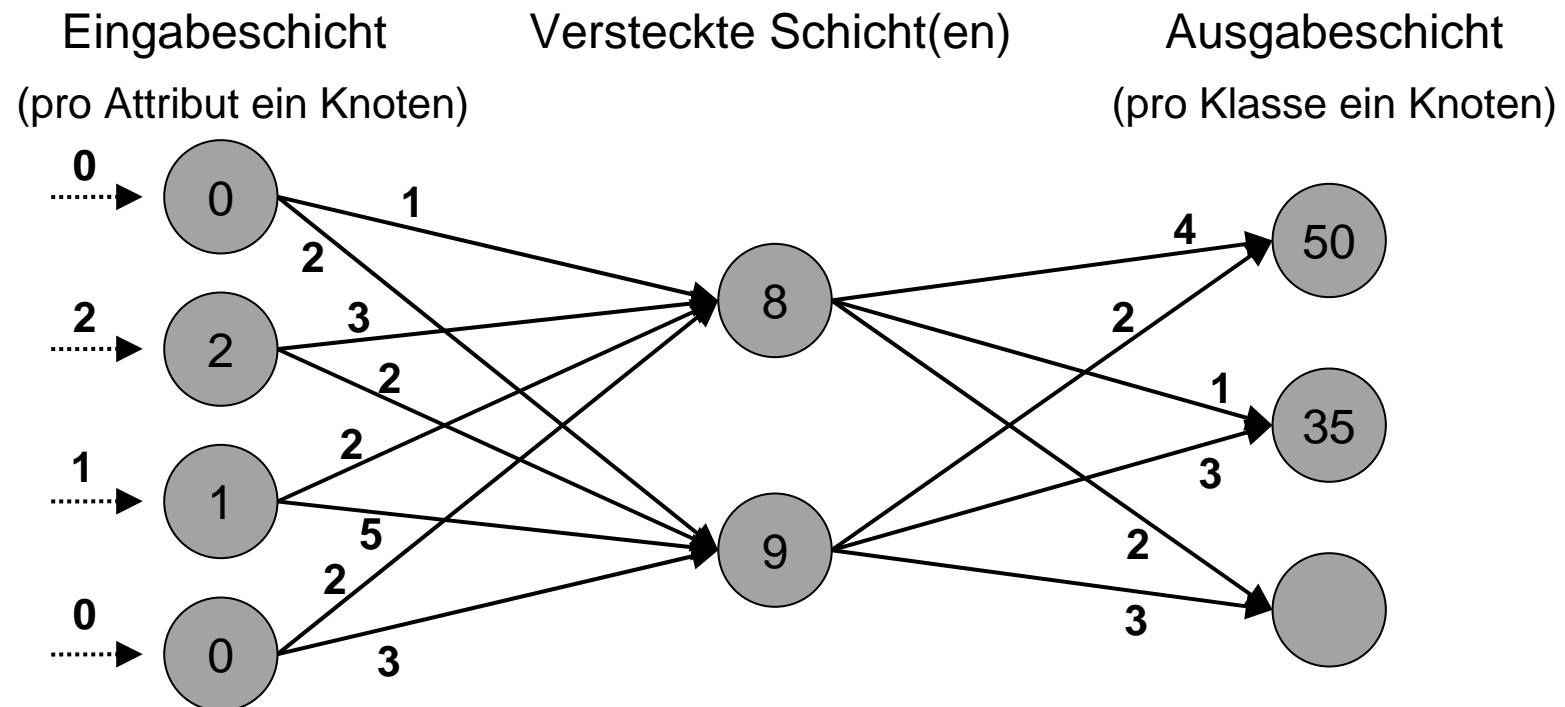 Eingabeschicht Versteckte Schicht(en) Ausgabeschicht
(pro Attribut ein Knoten) (pro Klasse ein Knoten)
0
0 1 4 50
2
2
2 3 8 2
2
2 1 35
1 2
1 3
5 9 2
0 2
3
0 3